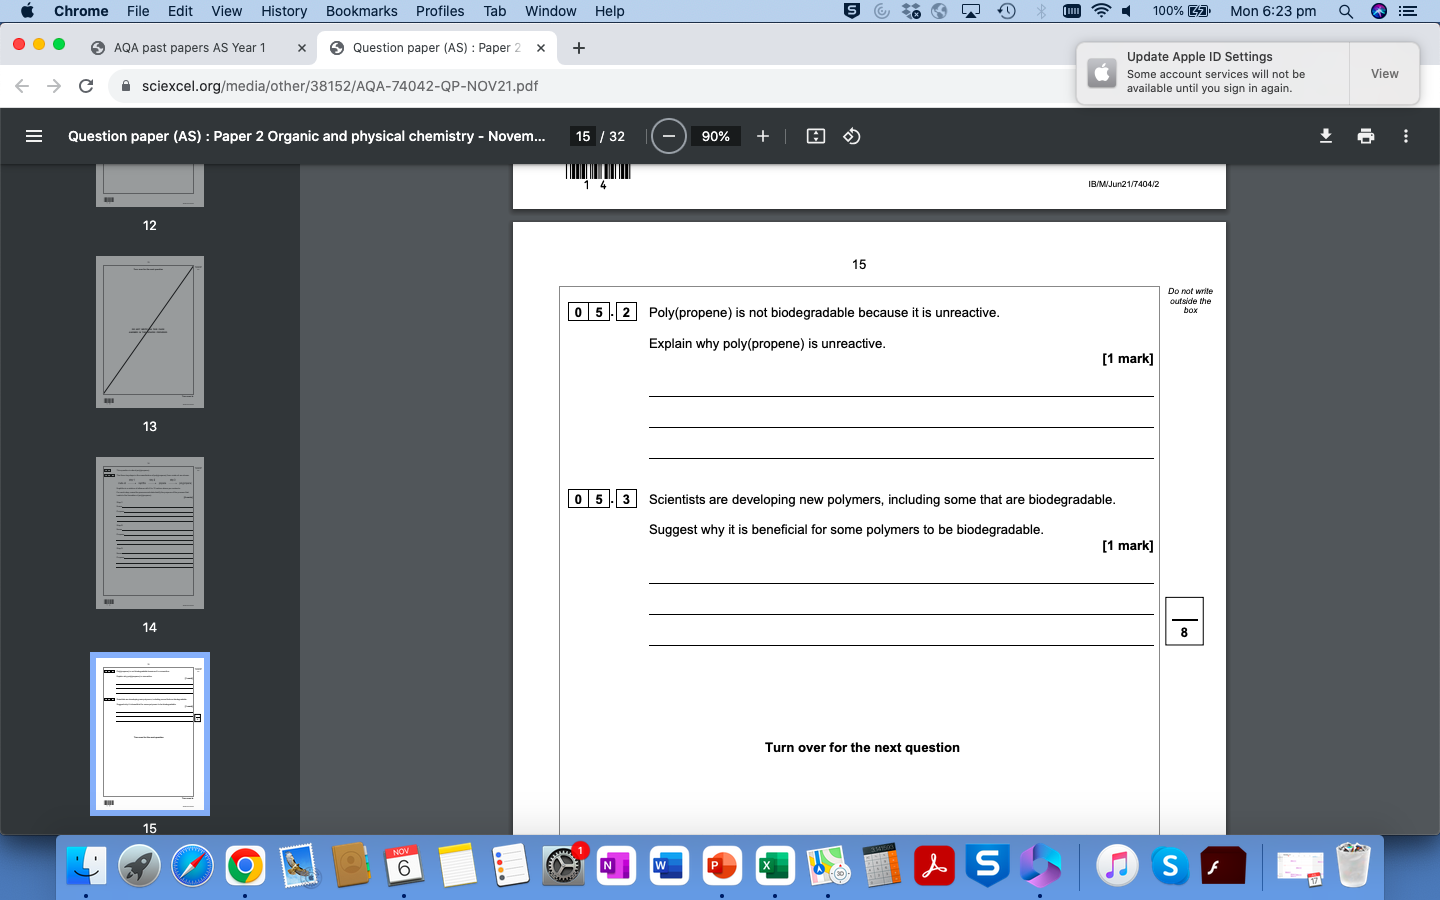 Chrome File Edit View History Bookmarks Profiles Tab Window Help 100% Mon 6:23 pm
AQA past papers AS Year 1
Question paper (AS) : Paper 2
Update Apple ID Settings
Some account services will not be
available until you sign in again.
View
sciexcel.org/media/other/38152/AQA-74042-QP-NOV21.pdf
Question paper (AS) : Paper 2 Organic and physical chemistry - Novem... 15 / 32 90%
12
13
14
15
1 4
IB/M/Jun21/7404/2
15
Do not write
outside the
box
0 5 . 2 Poly(propene) is not biodegradable because it is unreactive.
Explain why poly(propene) is unreactive.
[1 mark]
0 5 . 3 Scientists are developing new polymers, including some that are biodegradable.
Suggest why it is beneficial for some polymers to be biodegradable.
[1 mark]
8
Turn over for the next question
NOV
6
1
17